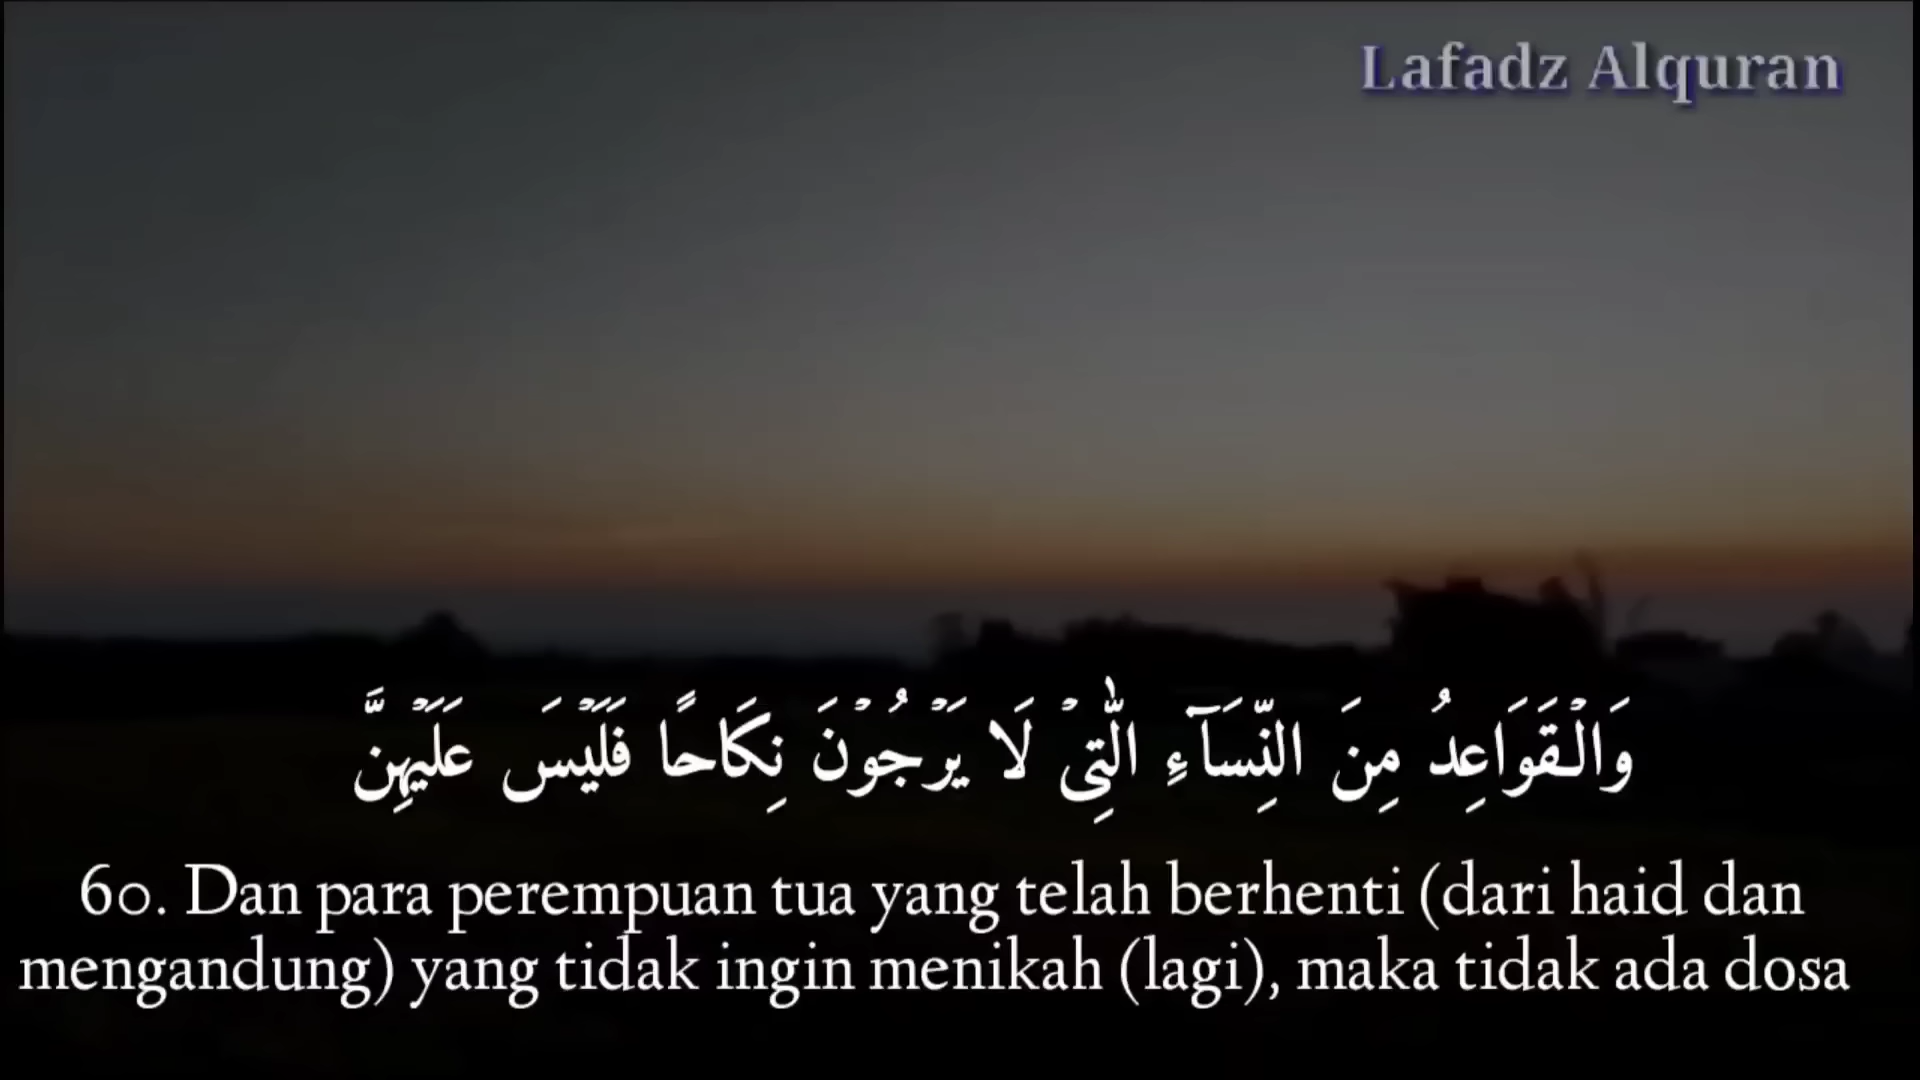 Lafadz Alquran
وَالْقَوَاعِدُ مِنَ النِّسَآءِ الّٰتِيْ لَا يَرْجُوْنَ نِكَاحًا فَلَيْسَ عَلَيْهِنَّ
60. Dan para perempuan tua yang telah berhenti (dari haid dan
mengandung) yang tidak ingin menikah (lagi), maka tidak ada dosa